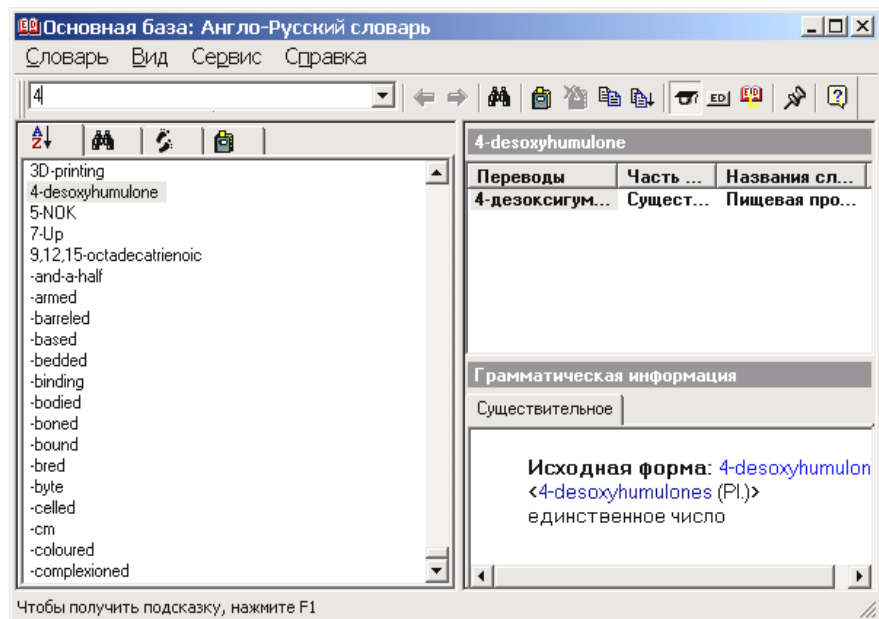 Основная база: Англо-Русский словарь
Словарь Вид Сервис Справка
4
4-desoxyhumulone
3D-printing
4-desoxyhumulone
5-NOK
7-Up
9,12,15-octadecatrienoic
-and-a-half
-armed
-barreled
-based
-bedded
-binding
-bodied
-boned
-bound
-bred
-byte
-celled
-cm
-coloured
-complexioned
Переводы Часть ... Названия сл...
4-дезоксигум... Сущест... Пищевая про...
Грамматическая информация
Существительное
Исходная форма: 4-desoxyhumulon
<4-desoxyhumulones (Pl.)>
единственное число
Чтобы получить подсказку, нажмите F1